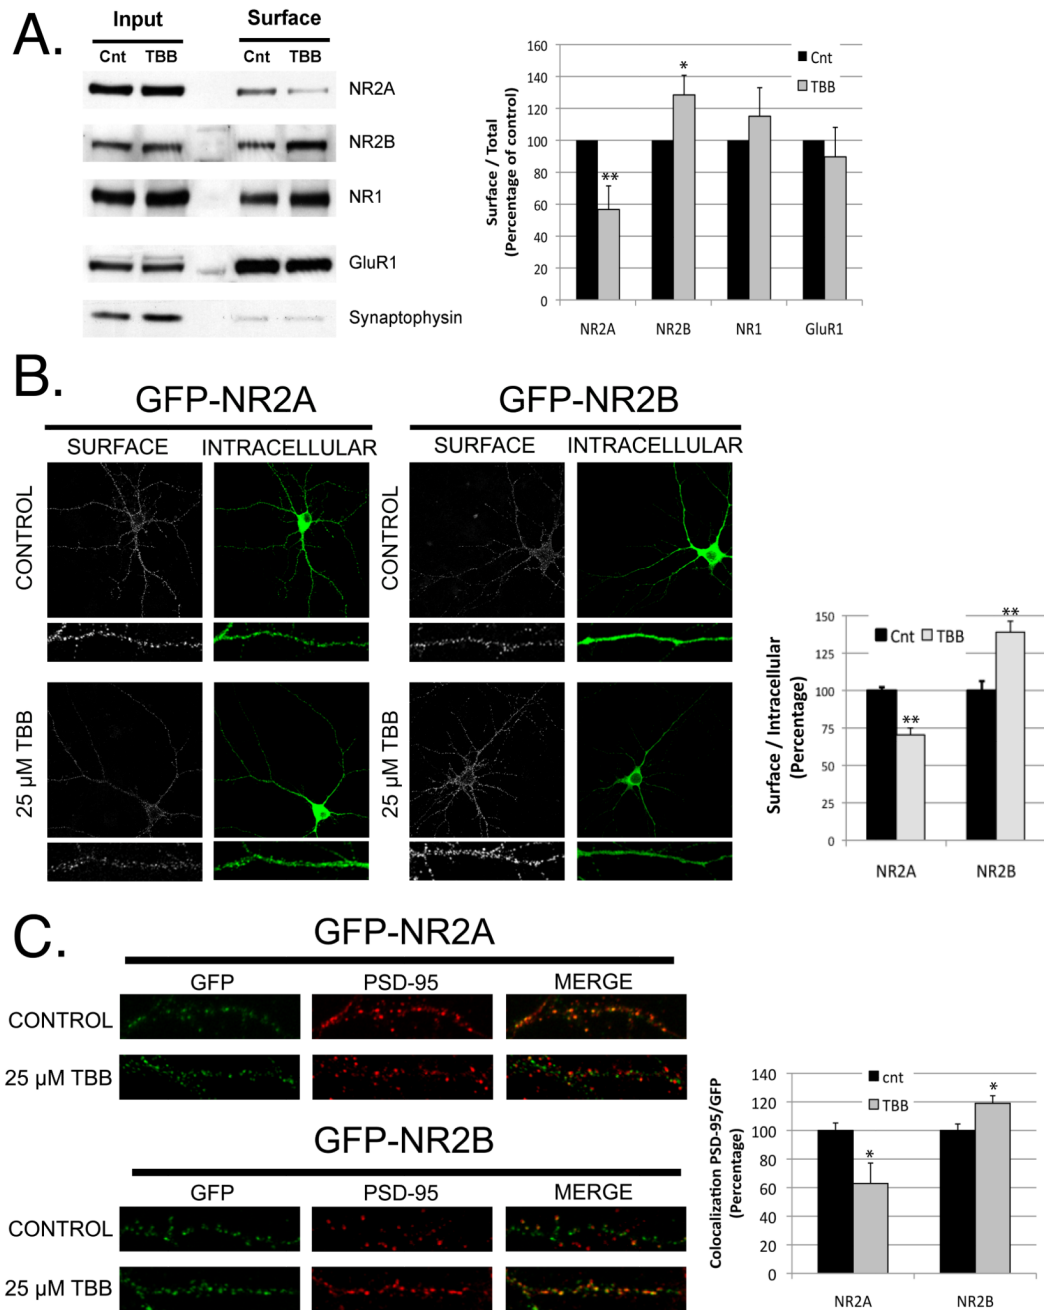 A.
Input Surface
Cnt TBB Cnt TBB
NR2A
NR2B
NR1
GluR1
Synaptophysin
Surface / Total
(Percentage of control)
160
140
120
100
80
60
40
20
0
Cnt
TBB
**
*
NR2A NR2B NR1 GluR1
B.
GFP-NR2A GFP-NR2B
SURFACE INTRACELLULAR SURFACE INTRACELLULAR
CONTROL
CONTROL
25 µM TBB
25 µM TBB
Surface / Intracellular
(Percentage)
150
125
100
75
50
25
0
Cnt TBB
**
**
NR2A NR2B
C.
GFP-NR2A
GFP PSD-95 MERGE
CONTROL
25 µM TBB
GFP-NR2B
GFP PSD-95 MERGE
CONTROL
25 µM TBB
Colocalization PSD-95/GFP
(Percentage)
140
120
100
80
60
40
20
0
cnt
TBB
*
*
NR2A NR2B